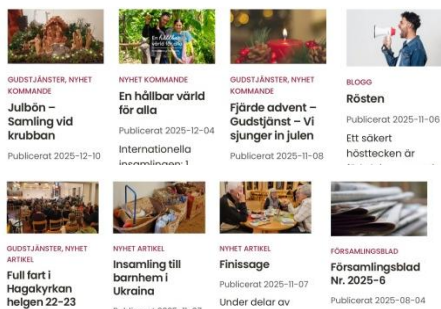 En hållbar
värld för alla
GUDSTJÄNSTER, NYHET
KOMMANDE
Julbön –
Samling vid
krubban
Publicerat 2025-12-10
NYHET KOMMANDE
En hållbar värld
för alla
Publicerat 2025-12-04
Internationella
insamlingen: 1
GUDSTJÄNSTER, NYHET
KOMMANDE
Fjärde advent –
Gudstjänst – Vi
sjunger in julen
Publicerat 2025-11-08
BLOGG
Rösten
Publicerat 2025-11-06
Ett säkert
hösttecken är
GUDSTJÄNSTER, NYHET
ARTIKEL
Full fart i
Hagakyrkan
helgen 22-23
NYHET ARTIKEL
Insamling till
barnhem i
Ukraina
NYHET ARTIKEL
Finissage
Publicerat 2025-11-07
Under delar av
FÖRSAMLINGSBLAD
Församlingsblad
Nr. 2025-6
Publicerat 2025-08-04